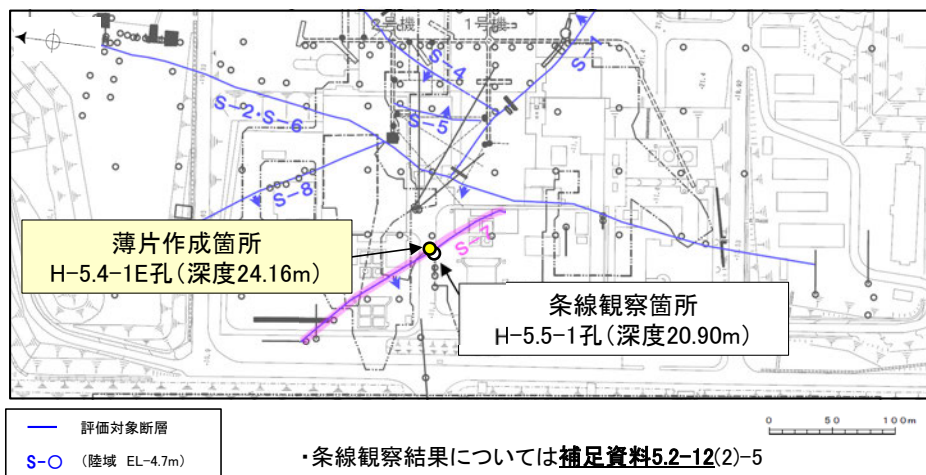 2号機
1号機
S-1
S-4
S-5
S-2・S-6
S-8
S-7
薄片作成箇所
H-5.4-1E孔(深度24.16m)
条線観察箇所
H-5.5-1孔(深度20.90m)
評価対象断層
S-○ (陸域 EL-4.7m)
0 50 100m
・条線観察結果については補足資料5.2-12(2)-5